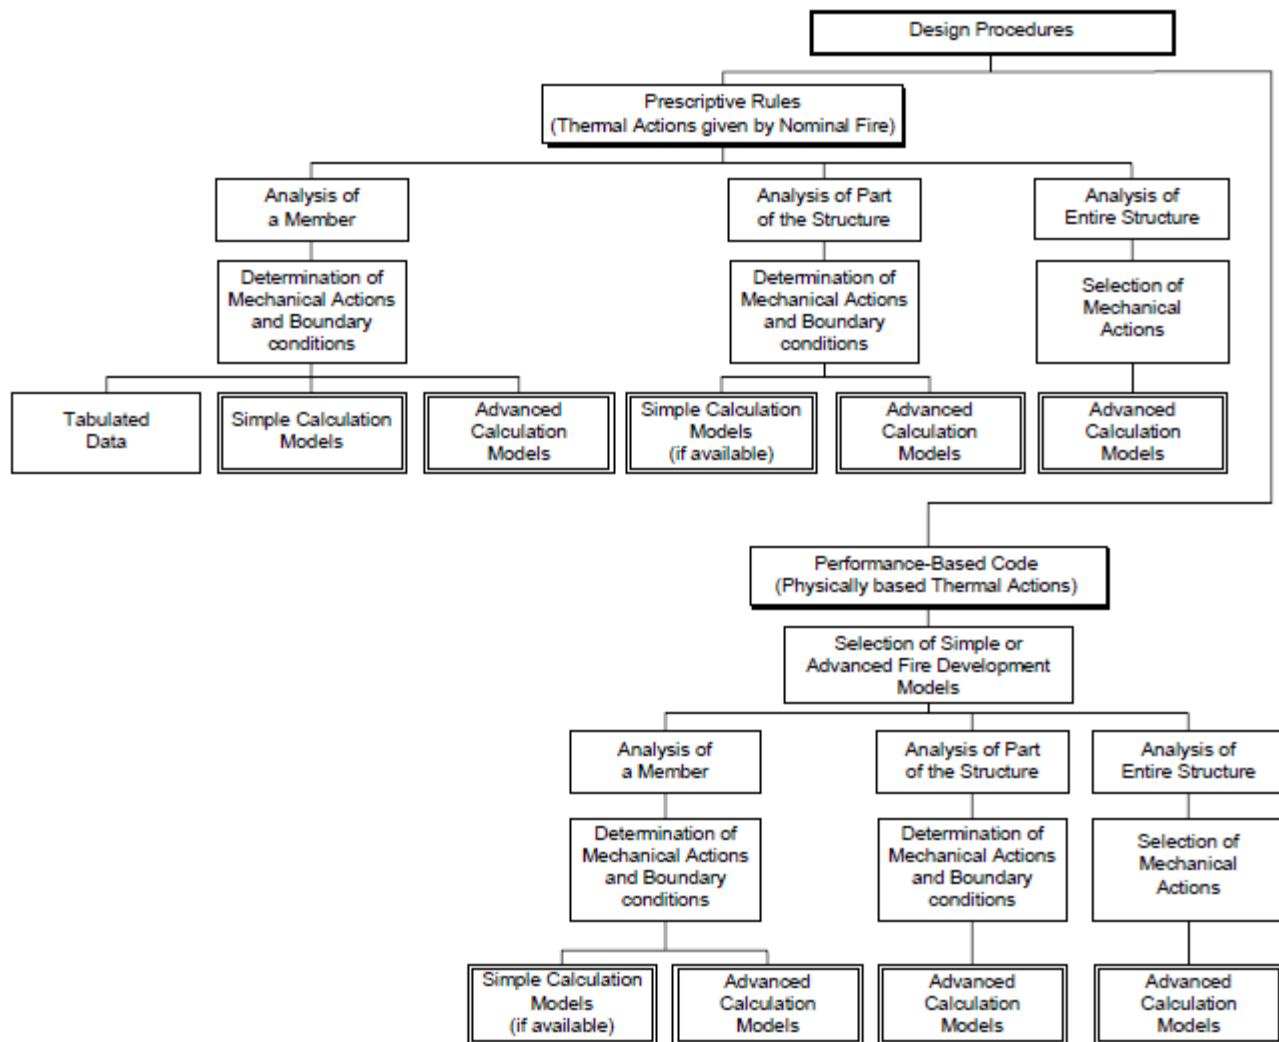 Design Procedures
Prescriptive Rules
(Thermal Actions given by Nominal Fire)
Analysis of
a Member
Analysis of Part
of the Structure
Analysis of
Entire Structure
Determination of
Mechanical Actions
and Boundary
conditions
Determination of
Mechanical Actions
and Boundary
conditions
Selection of
Mechanical
Actions
Tabulated
Data
Simple Calculation
Models
Advanced
Calculation
Models
Simple Calculation
Models
(if available)
Advanced
Calculation
Models
Advanced
Calculation
Models
Performance-Based Code
(Physically based Thermal Actions)
Selection of Simple or
Advanced Fire Development
Models
Analysis of
a Member
Analysis of Part
of the Structure
Analysis of
Entire Structure
Determination of
Mechanical Actions
and Boundary
conditions
Determination of
Mechanical Actions
and Boundary
conditions
Selection of
Mechanical
Actions
Simple Calculation
Models
(if available)
Advanced
Calculation
Models
Advanced
Calculation
Models
Advanced
Calculation
Models